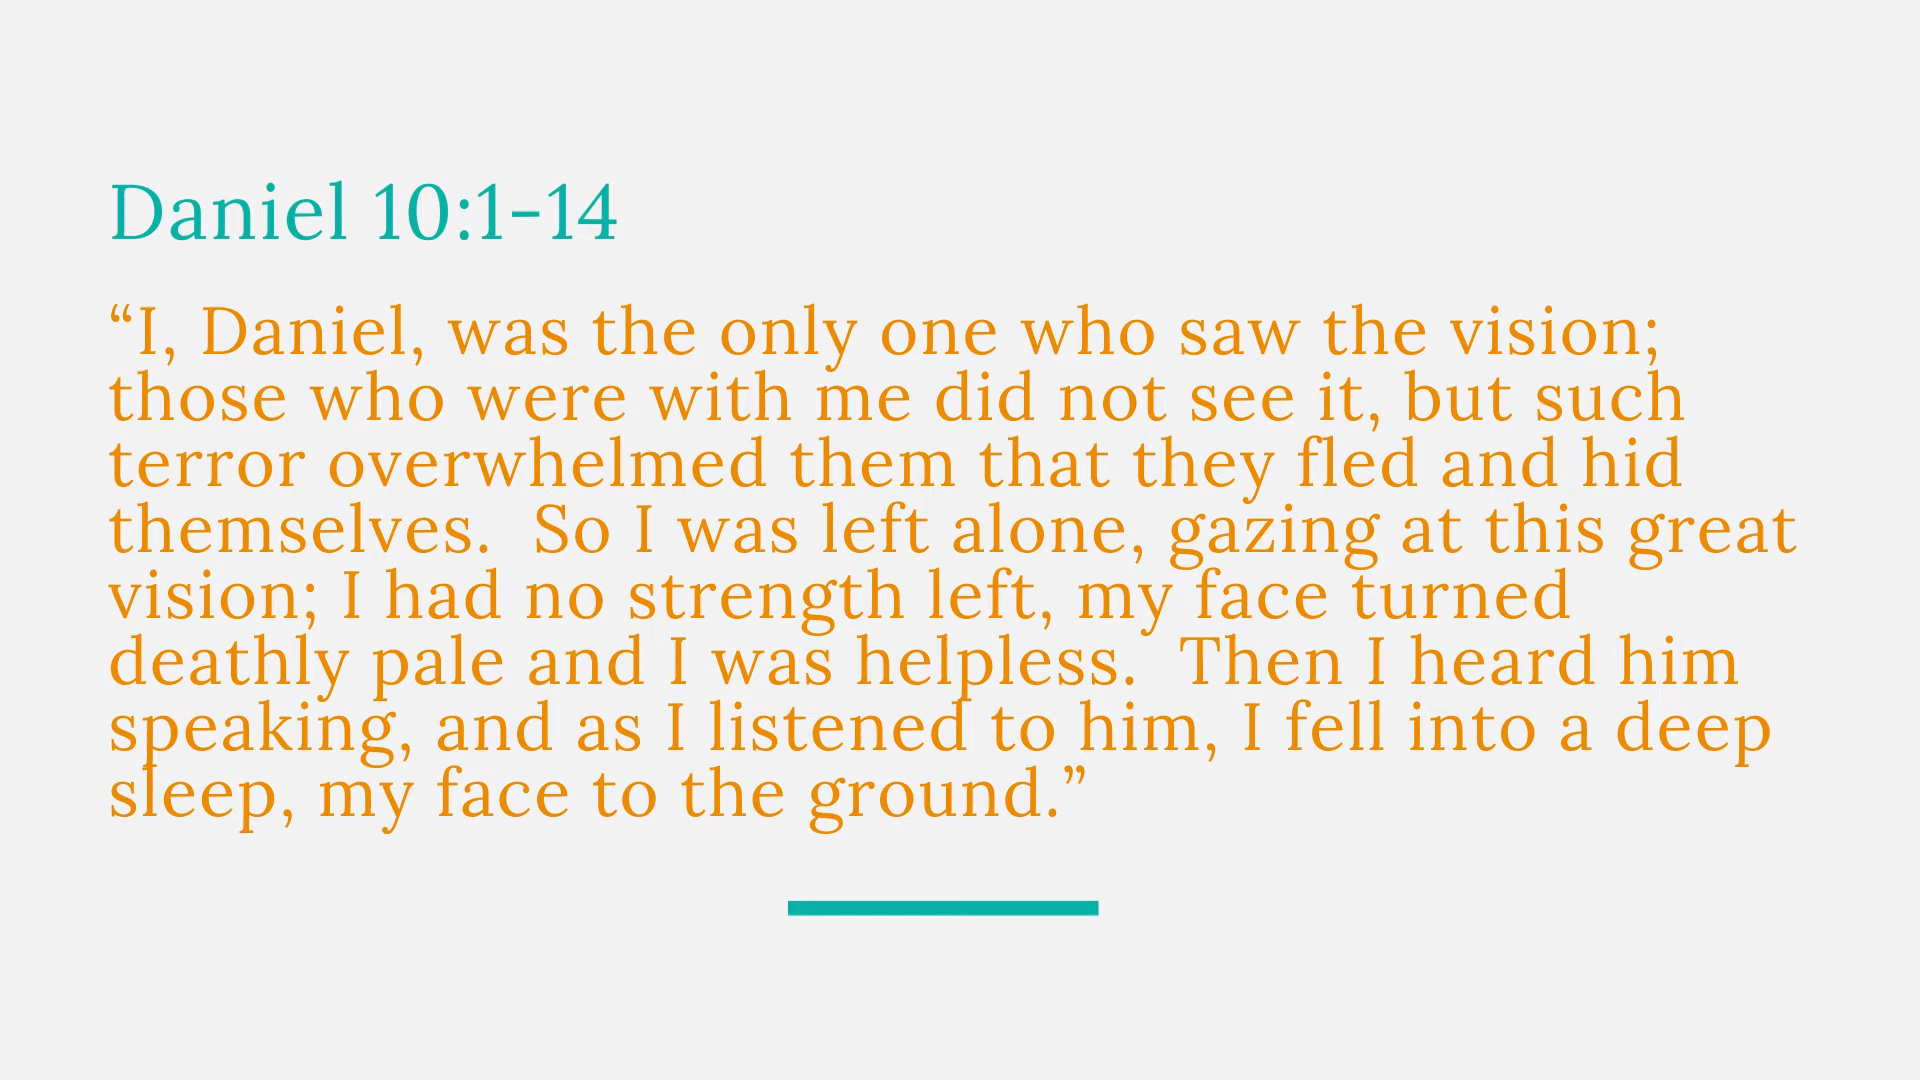 Daniel 10:1-14
“I, Daniel, was the only one who saw the vision;
those who were with me did not see it, but such
terror overwhelmed them that they fled and hid
themselves.  So I was left alone, gazing at this great
vision; I had no strength left, my face turned
deathly pale and I was helpless.  Then I heard him
speaking, and as I listened to him, I fell into a deep
sleep, my face to the ground.”